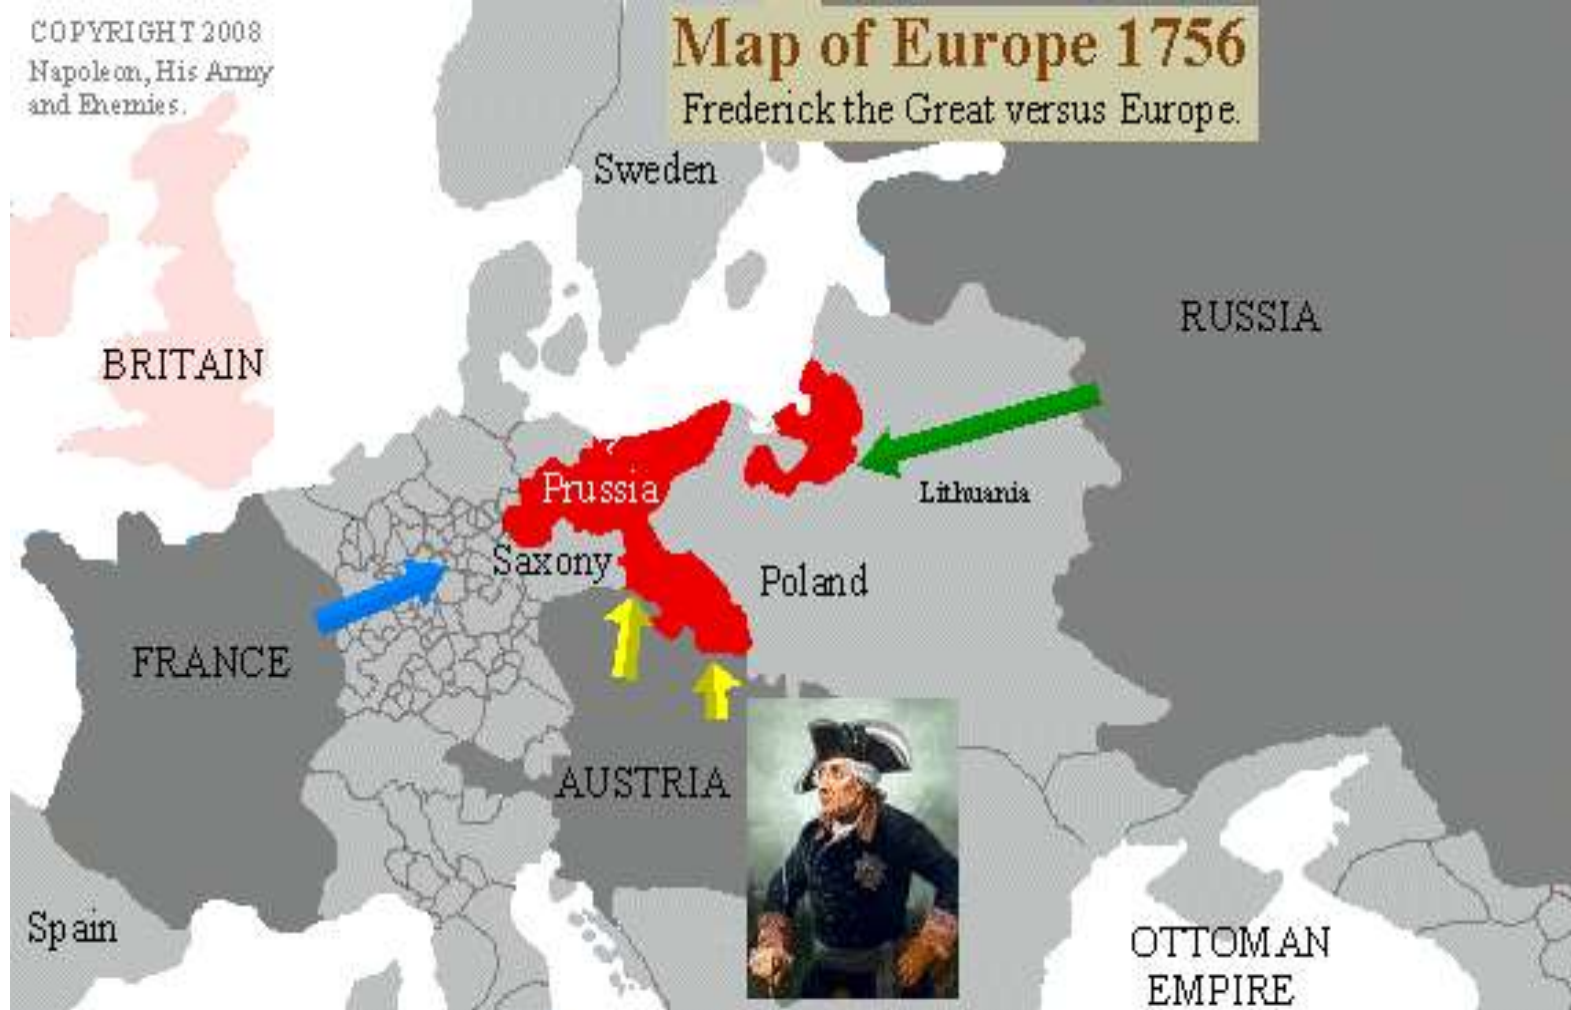 COPYRIGHT 2008
Napoleon, His Army
and Enemies.
Map of Europe 1756
Frederick the Great versus Europe.
Sweden
RUSSIA
BRITAIN
Prussia
Lithuania
Saxony
Poland
FRANCE
AUSTRIA
Spain
OTTOMAN
EMPIRE